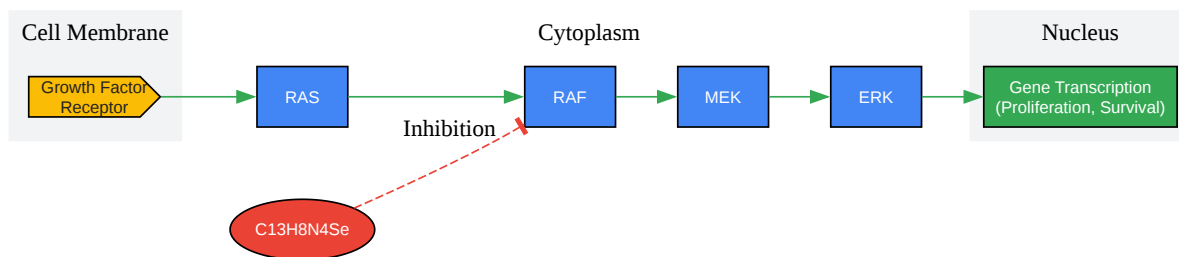 Cell Membrane
Cytoplasm
Nucleus
Growth Factor
Receptor
RAS
RAF
MEK
ERK
Gene Transcription
(Proliferation, Survival)
Inhibition
C13H8N4Se